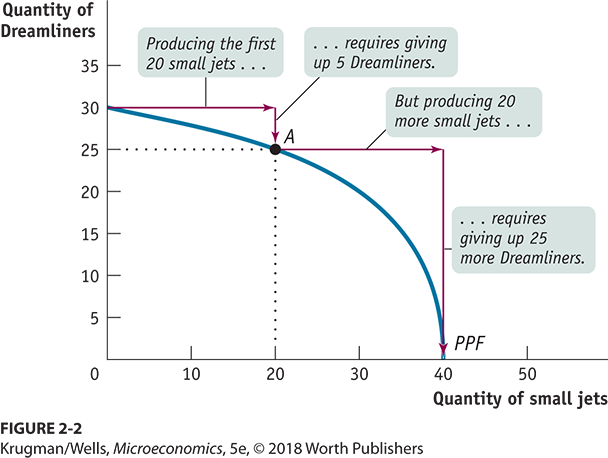 Quantity of
Dreamliners
Producing the first
20 small jets . . .
. . . requires giving
up 5 Dreamliners.
35
30
A
But producing 20
more small jets . . .
25
20
. . . requires
giving up 25
more Dreamliners.
15
10
5
PPF
0
10
20
30
40
50
Quantity of small jets
FIGURE 2-2
Krugman/Wells, Microeconomics, 5e, © 2018 Worth Publishers